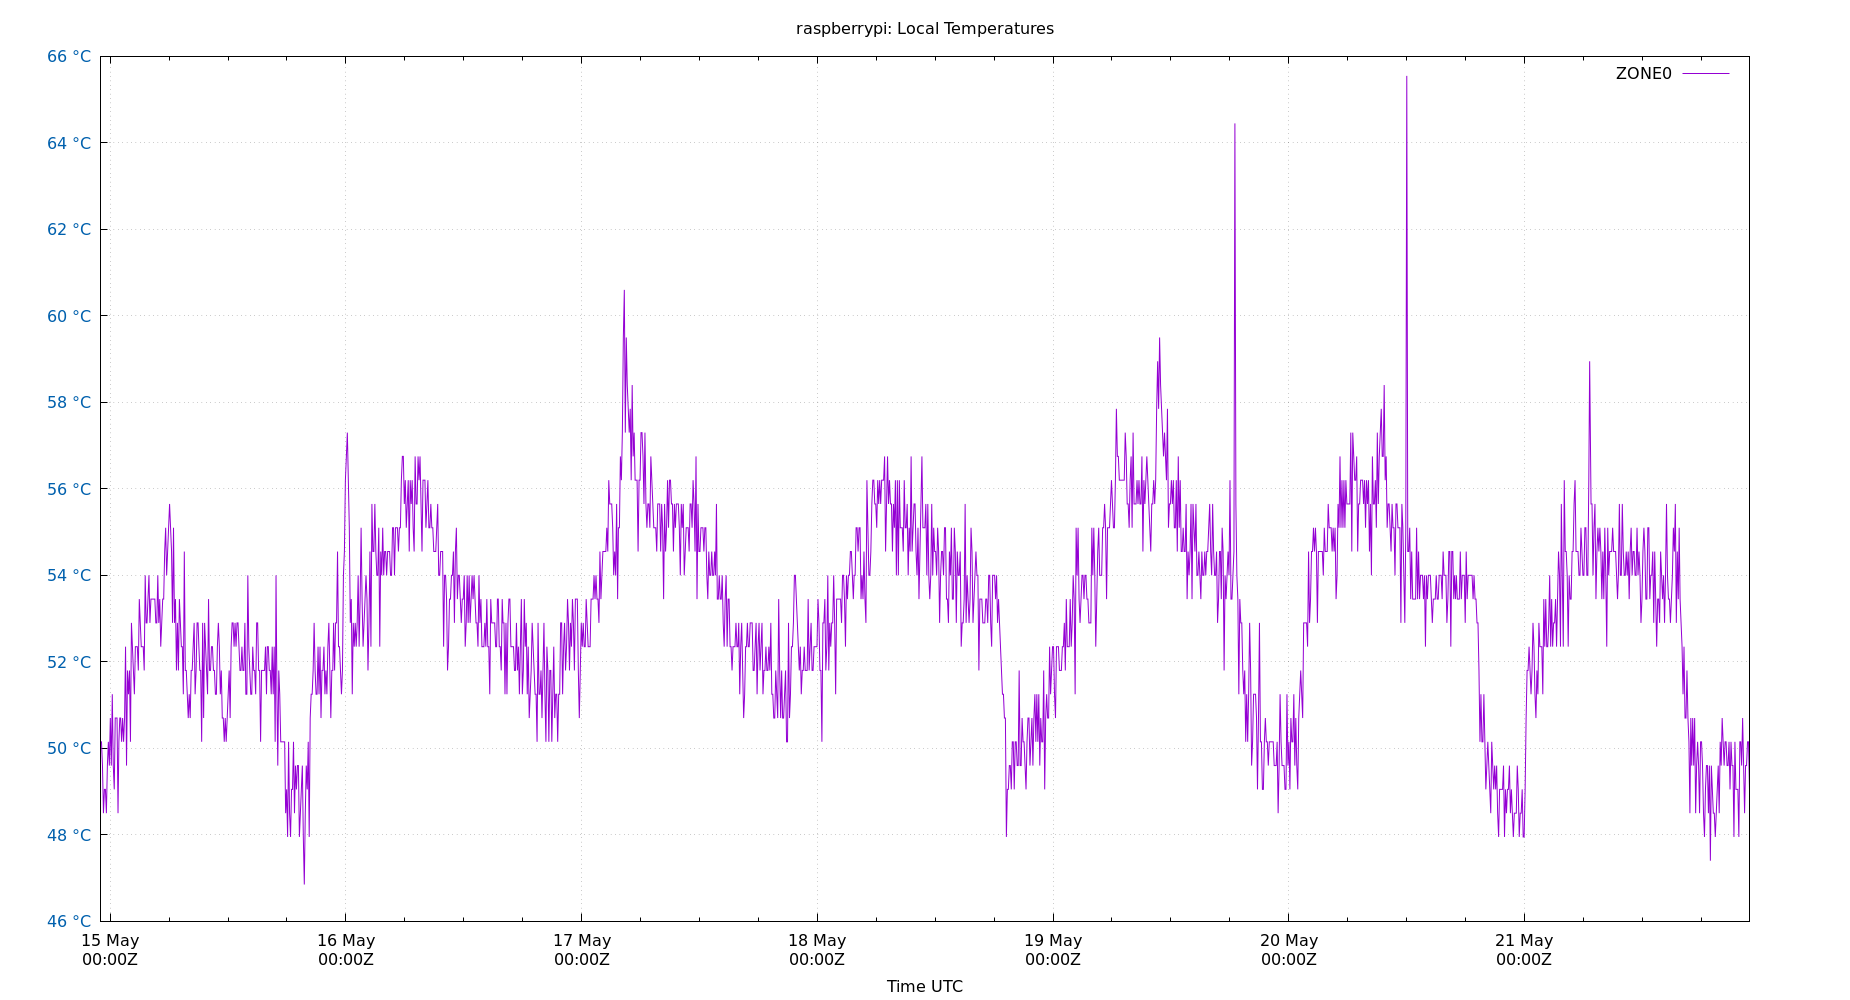 raspberrypi: Local Temperatures
66 °C
ZONE0
64 °C
62 °C
60 °C
58 °C
56 °C
54 °C
52 °C
50 °C
48 °C
46 °C
15 May 16 May 17 May 18 May 19 May 20 May 21 May
00:00Z 00:00Z 00:00Z 00:00Z 00:00Z 00:00Z 00:00Z
Time UTC